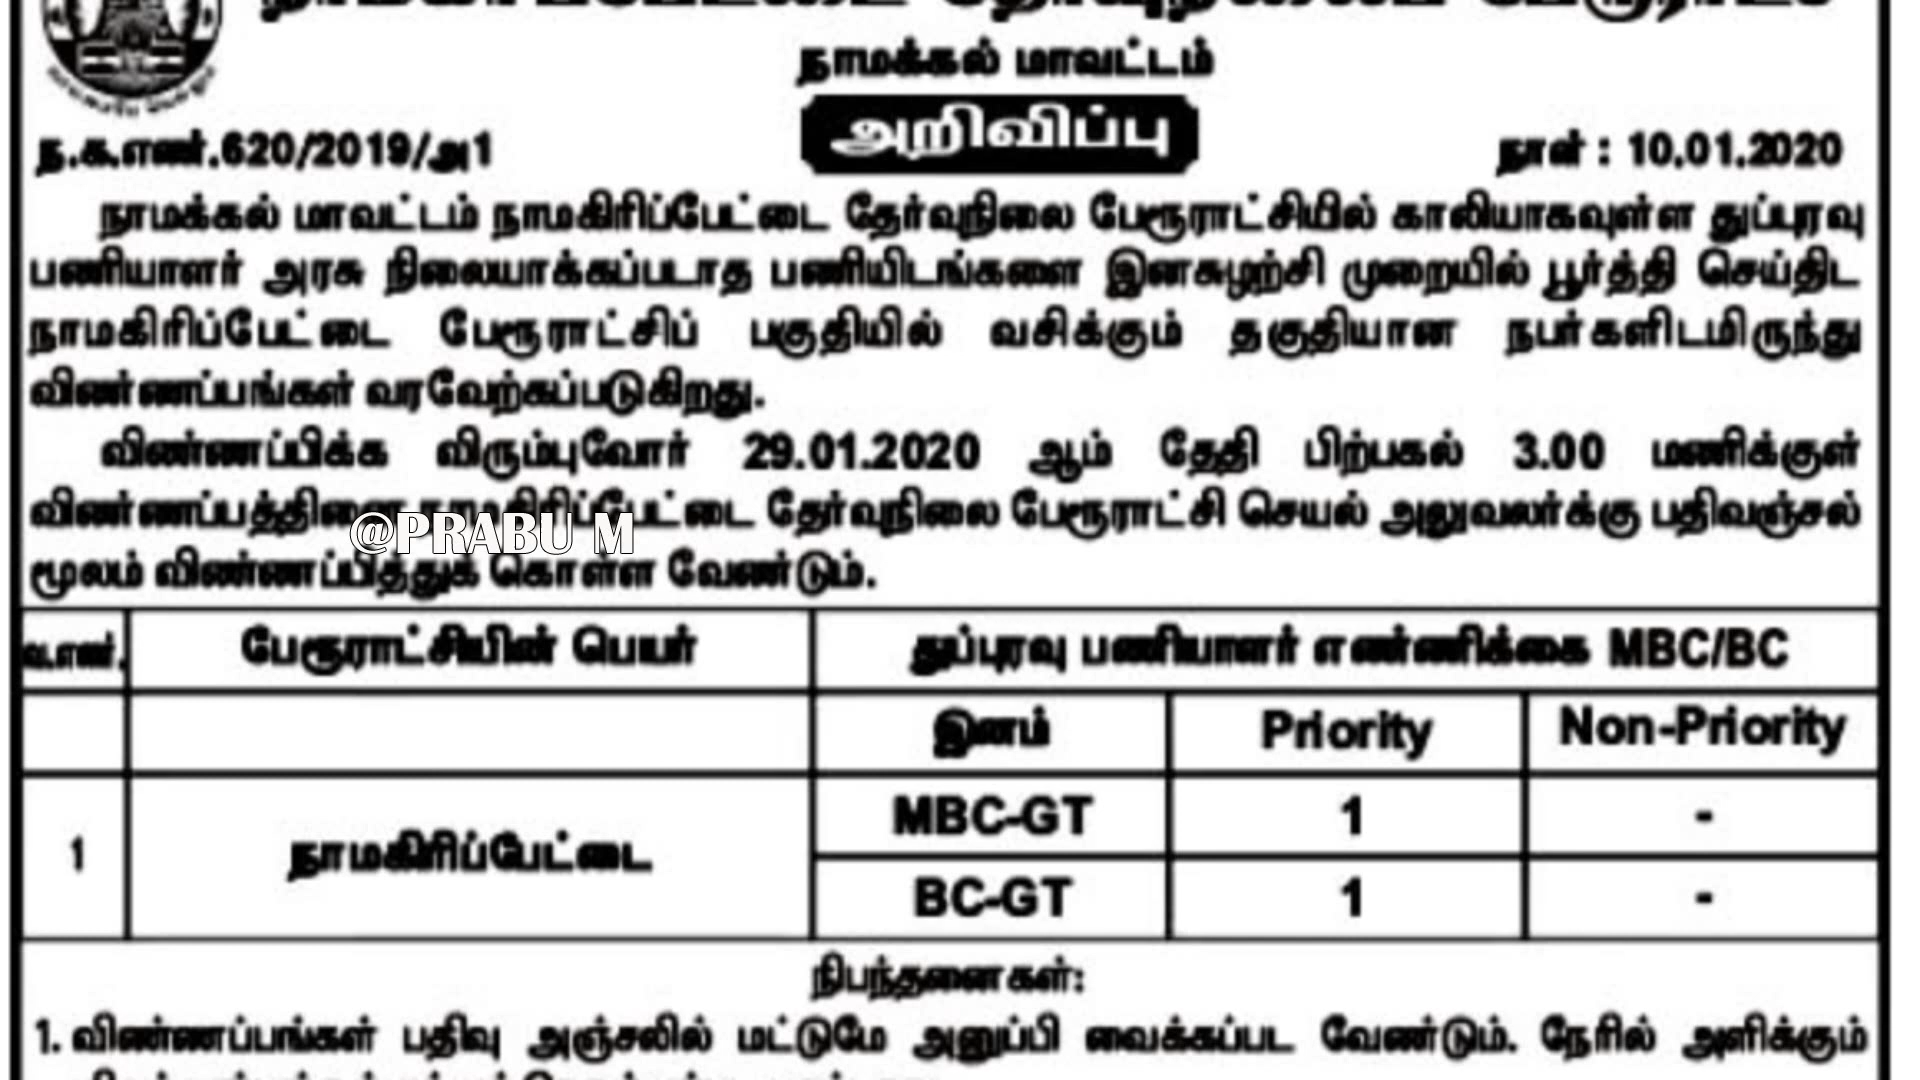 நாமக்கல் மாவட்டம்
அறிவிப்பு
ந.க.எண்.620/2019/அ1
நாள் : 10.01.2020
நாமக்கல் மாவட்டம் நாமகிரிப்பேட்டை தேர்வுநிலை பேரூராட்சியில் காலியாகவுள்ள துப்புரவு
பணியாளர் அரசு நிலையாக்கப்படாத பணியிடங்களை இனசுழற்சி முறையில் பூர்த்தி செய்திட
நாமகிரிப்பேட்டை பேரூராட்சிப் பகுதியில் வசிக்கும் தகுதியான நபர்களிடமிருந்து
விண்ணப்பங்கள் வரவேற்கப்படுகிறது.
விண்ணப்பிக்க விரும்புவோர் 29.01.2020 ஆம் தேதி பிற்பகல் 3.00 மணிக்குள்
விண்ணப்பத்தினை நாமகிரிப்பேட்டை தேர்வுநிலை பேரூராட்சி செயல் அலுவலர்க்கு பதிவஞ்சல்
@PRABU M
மூலம் விண்ணப்பித்துக் கொள்ள வேண்டும்.
வ.எண். பேரூராட்சியின் பெயர் துப்புரவு பணியாளர் எண்ணிக்கை MBC/BC
இனம் Priority Non-Priority
MBC-GT 1 -
1 நாமகிரிப்பேட்டை
BC-GT 1 -
நிபந்தனைகள்:
1. விண்ணப்பங்கள் பதிவு அஞ்சலில் மட்டுமே அனுப்பி வைக்கப்பட வேண்டும். நேரில் அளிக்கும்